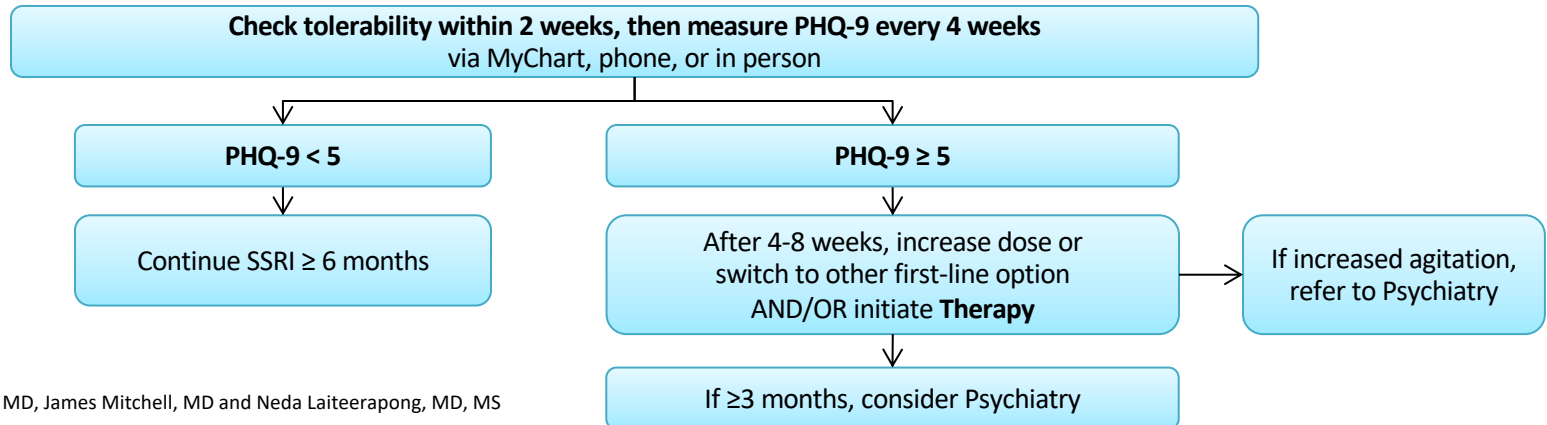 Check tolerability within 2 weeks, then measure PHQ-9 every 4 weeks
via MyChart, phone, or in person
PHQ-9 < 5
PHQ-9 ≥ 5
Continue SSRI ≥ 6 months
After 4-8 weeks, increase dose or
switch to other first-line option
AND/OR initiate Therapy
If increased agitation,
refer to Psychiatry
If ≥3 months, consider Psychiatry
MD, James Mitchell, MD and Neda Laiteerapong, MD, MS